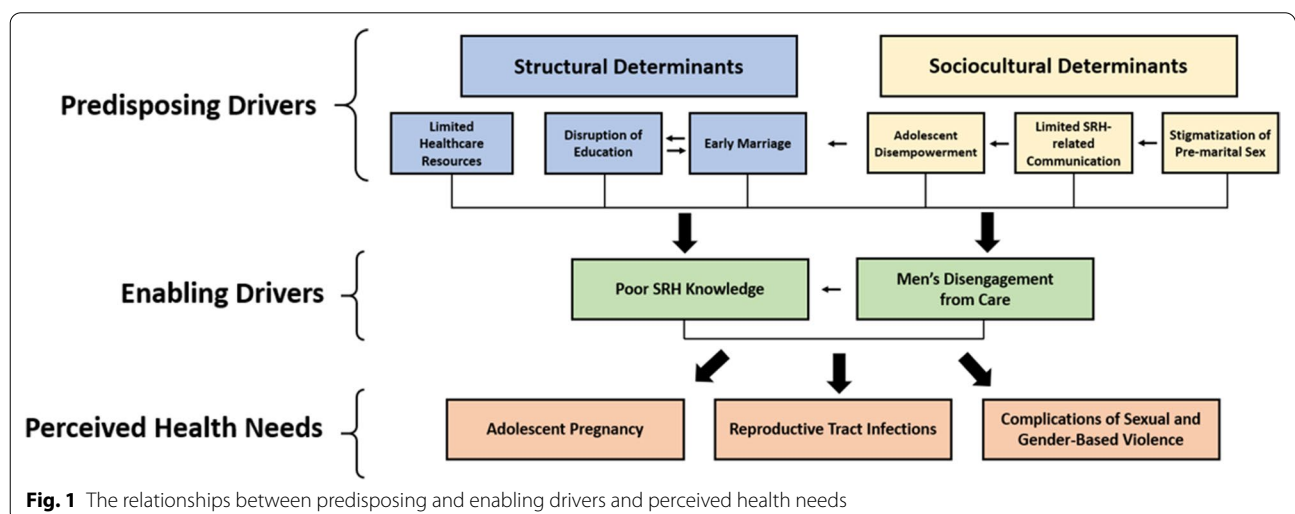 Structural Determinants
Sociocultural Determinants
Predisposing Drivers
Limited
Healthcare
Resources
Disruption of
Education
Early Marriage
Adolescent
Disempowerment
Limited SRH-
related
Communication
Stigmatization of
Pre-marital Sex
Enabling Drivers
Poor SRH Knowledge
Men's Disengagement
from Care
Perceived Health Needs
Adolescent Pregnancy
Reproductive Tract Infections
Complications of Sexual and
Gender-Based Violence
Fig. 1 The relationships between predisposing and enabling drivers and perceived health needs